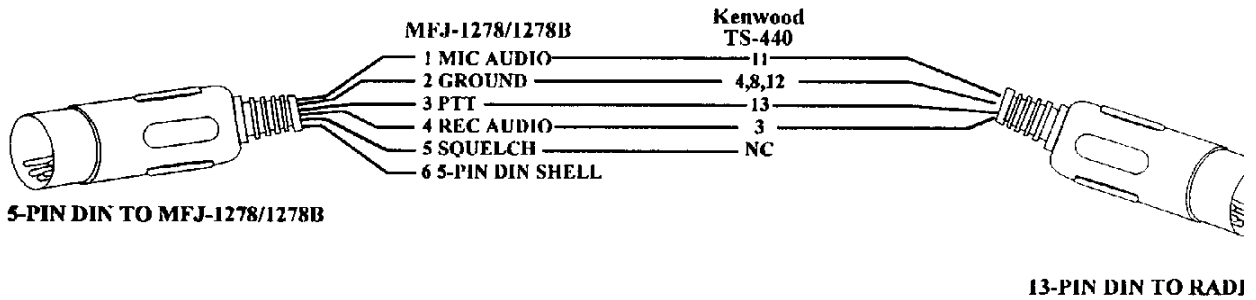 MFJ-1278/1278B
Kenwood
TS-440
1 MIC AUDIO 11
2 GROUND 4,8,12
3 PTT 13
4 REC AUDIO 3
5 SQUELCH NC
6 5-PIN DIN SHELL
5-PIN DIN TO MFJ-1278/1278B
13-PIN DIN TO RADI